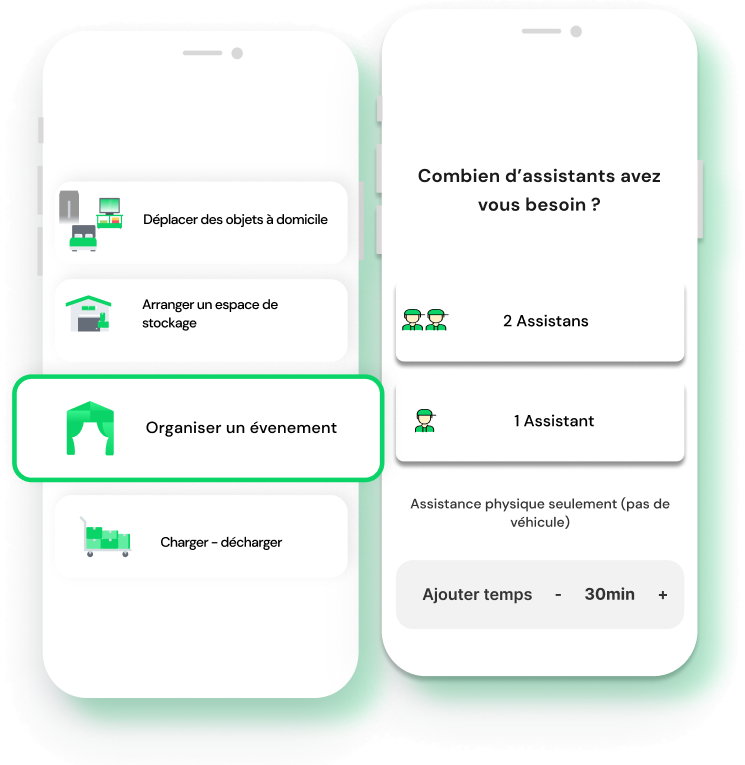 Déplacer des objets à domicile
Arranger un espace de
stockage
Organiser un évenement
Charger - décharger
Combien d’assistants avez
vous besoin ?
2 Assistans
1 Assistant
Assistance physique seulement (pas de
véhicule)
Ajouter temps - 30min +